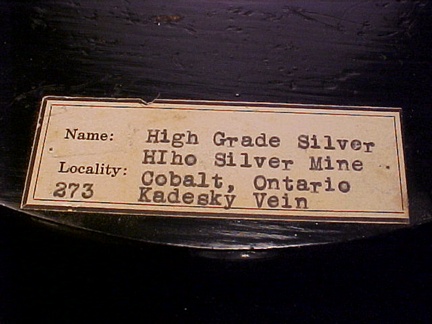 Name: High Grade Silver
HIho Silver Mine
Locality: Cobalt, Ontario
273 Kadesky Vein